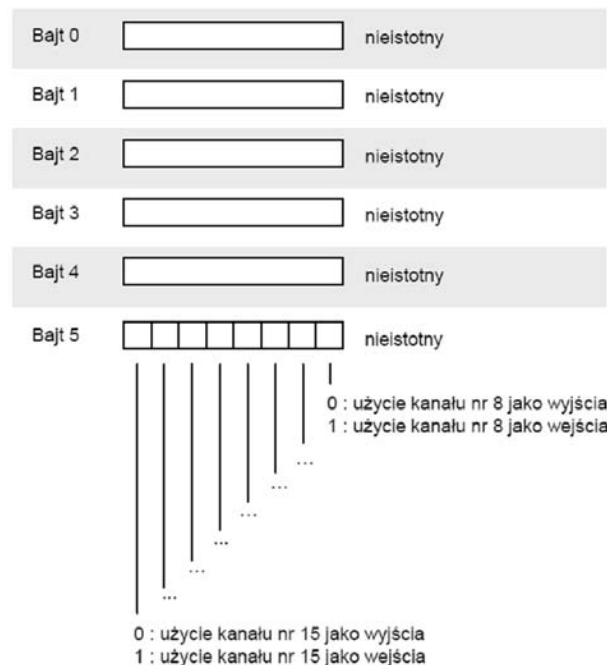 Bajt 0 nieistotny
Bajt 1 nieistotny
Bajt 2 nieistotny
Bajt 3 nieistotny
Bajt 4 nieistotny
Bajt 5 nieistotny
0 : użycie kanału nr 8 jako wyjścia
1 : użycie kanału nr 8 jako wejścia
...
...
...
...
...
...
0 : użycie kanału nr 15 jako wyjścia
1 : użycie kanału nr 15 jako wejścia